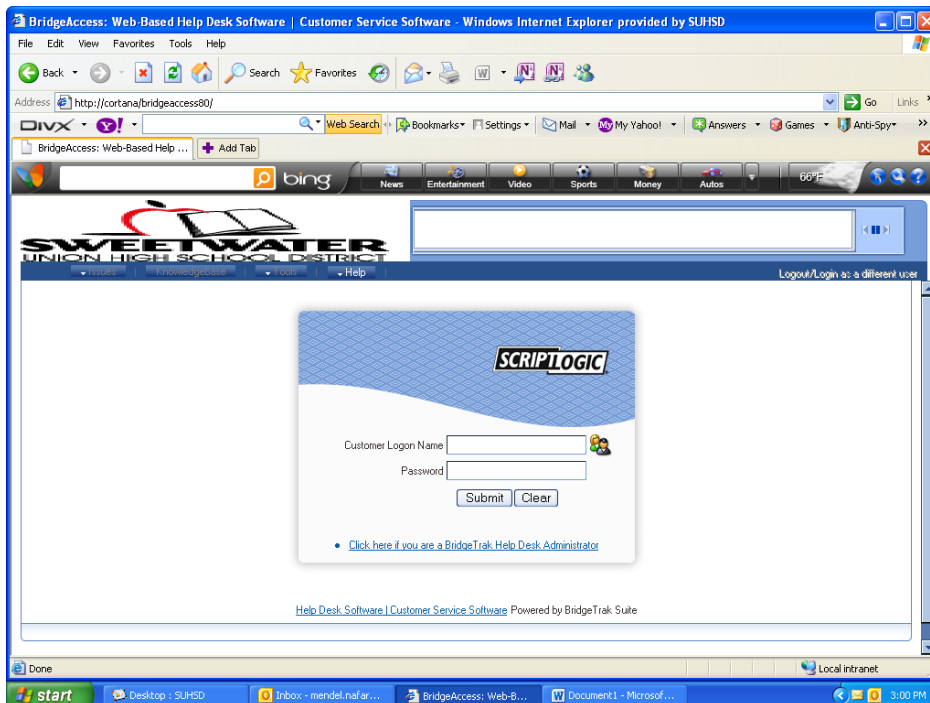 BridgeAccess: Web-Based Help Desk Software | Customer Service Software - Windows Internet Explorer provided by SUHSD
File Edit View Favorites Tools Help
Back Search Favorites
Address http://cortana/bridgeaccess80/ Go Links
DIVX Y! Web Search Bookmarks Settings Mail My My Yahoo! Answers Games Anti-Spy
BridgeAccess: Web-Based Help ... Add Tab
bing News Entertainment Video Sports Money Autos 66°F
SWEETWATER
UNION HIGH SCHOOL DISTRICT
Issues | Knowledgebase | Tools | Help | Logout/Login as a different user
SCRIPTLOGIC
Customer Logon Name
Password
Submit Clear
Click here if you are a BridgeTrak Help Desk Administrator
Help Desk Software | Customer Service Software Powered by BridgeTrak Suite
Done Local intranet
start Desktop : SUHSD Inbox - mendel.nafar... BridgeAccess: Web-B... Document1 - Microsof... 3:00 PM